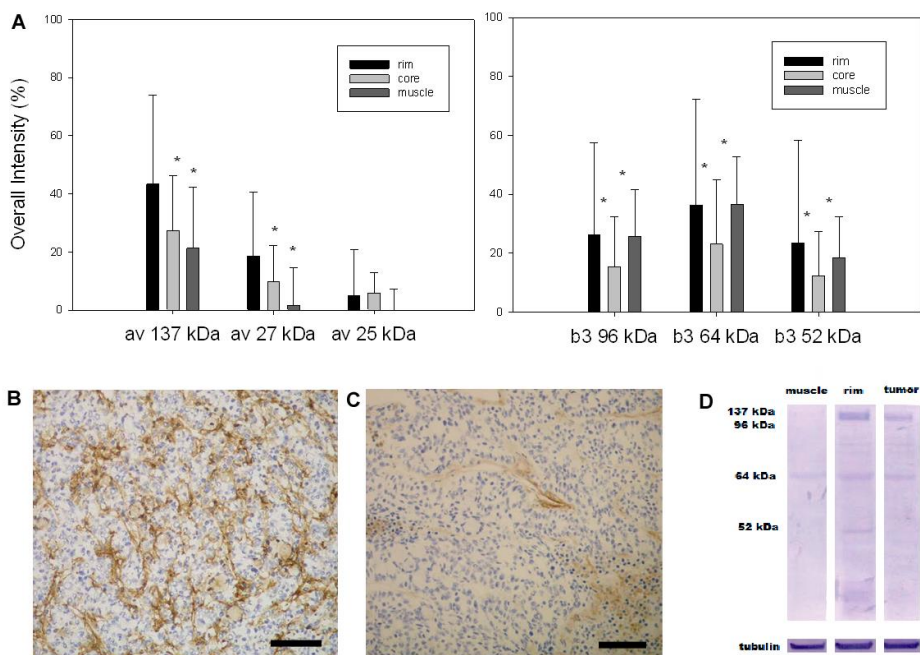 A
Overall Intensity (%)
100
80
60
40
20
0
rim
core
muscle
* * * *
av 137 kDa av 27 kDa av 25 kDa
100
80
60
40
20
0
rim
core
muscle
* * * * * *
b3 96 kDa b3 64 kDa b3 52 kDa
B
C
D
muscle rim tumor
137 kDa
96 kDa
64 kDa
52 kDa
tubulin